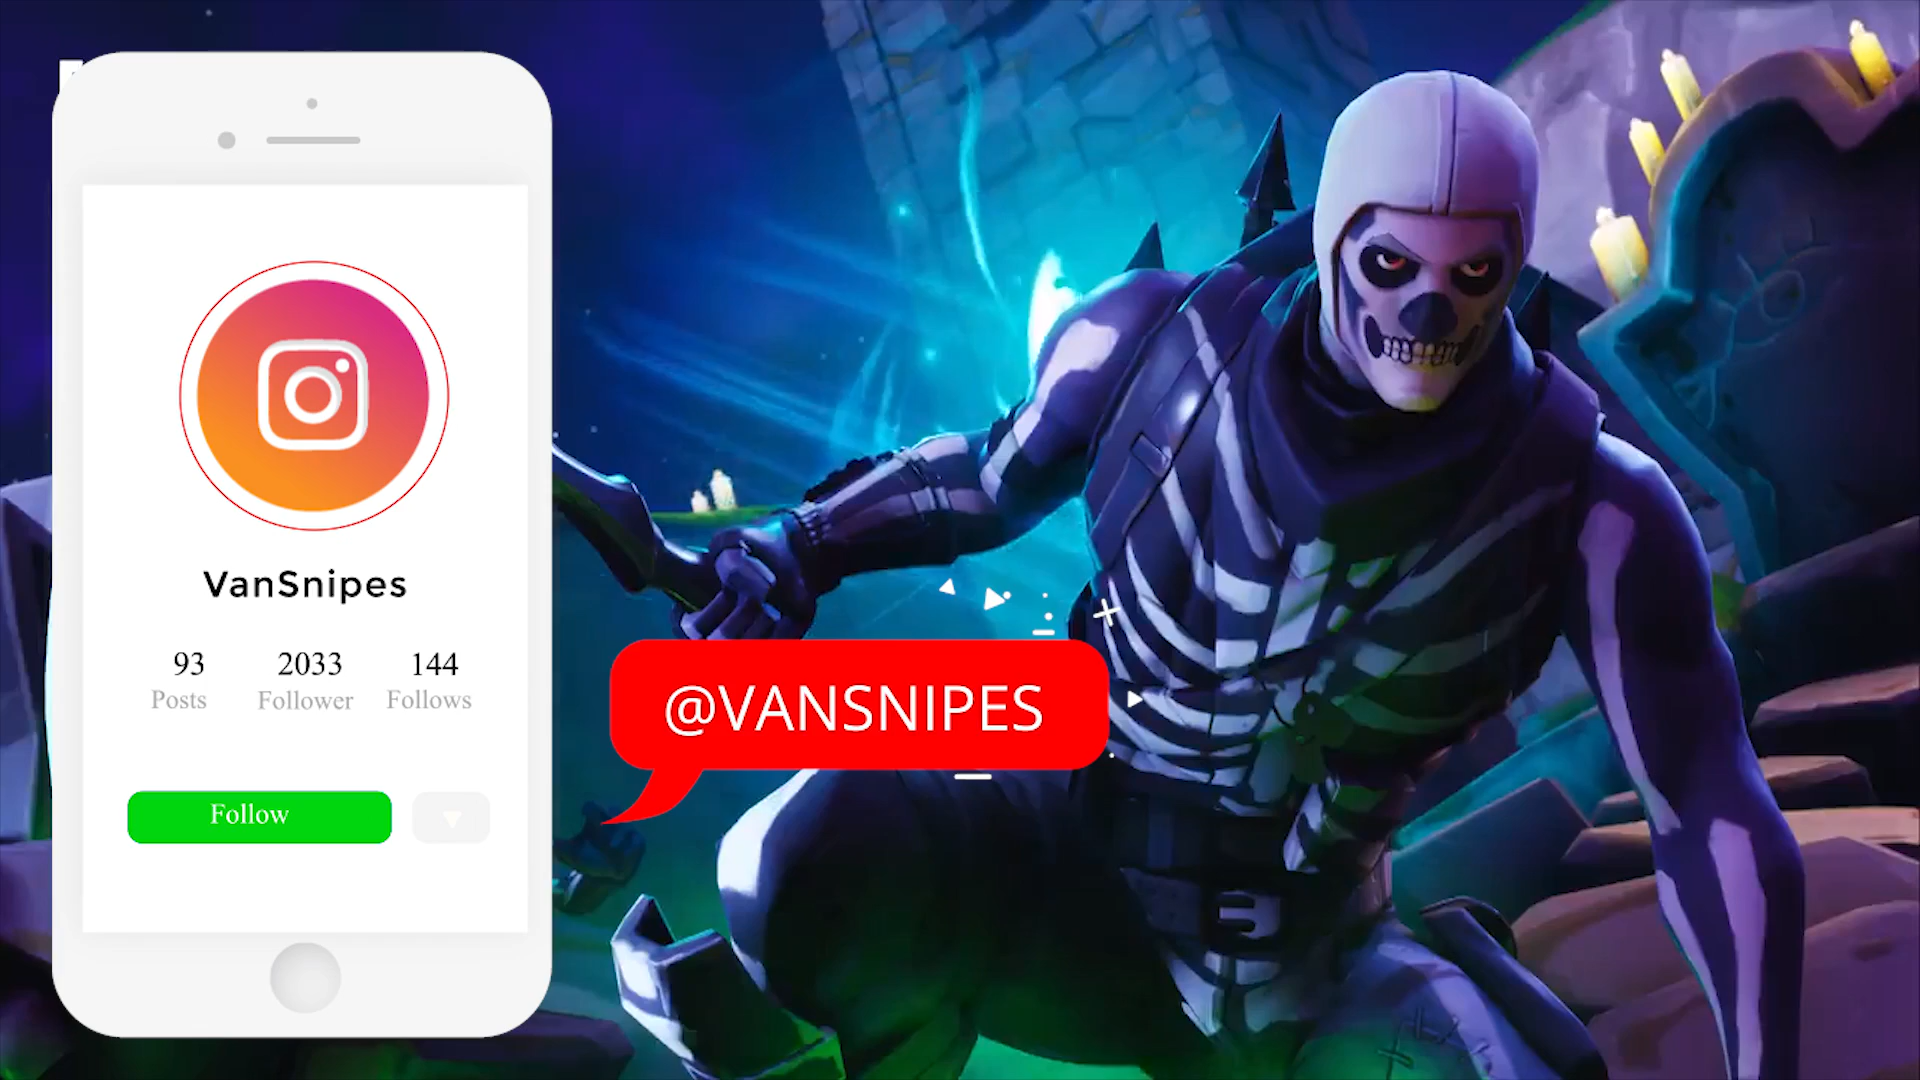 VanSnipes
93 2033 144
Posts Follower Follows
Follow
@VANSNIPES